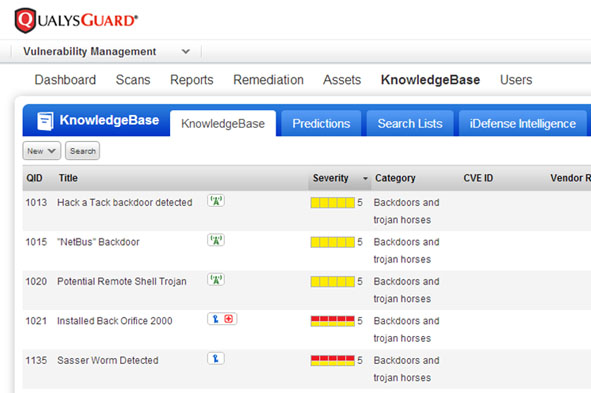 QUALYSGUARD®
Vulnerability Management
Dashboard Scans Reports Remediation Assets KnowledgeBase Users
KnowledgeBase KnowledgeBase Predictions Search Lists iDefense Intelligence
New Search
QID Title Severity Category CVE ID Vendor R
1013 Hack a Tack backdoor detected 5 Backdoors and
trojan horses
1015 "NetBus" Backdoor 5 Backdoors and
trojan horses
1020 Potential Remote Shell Trojan 5 Backdoors and
trojan horses
1021 Installed Back Orifice 2000 5 Backdoors and
trojan horses
1135 Sasser Worm Detected 5 Backdoors and
trojan horses